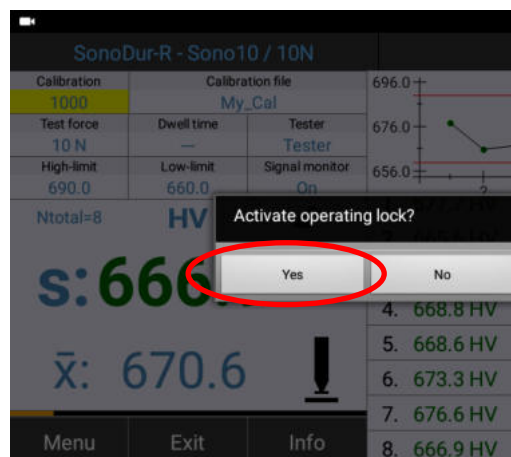 SonoDur-R - Sono10 / 10N
Calibration Calibration file
1000 My_Cal
Test force Dwell time Tester
10 N — Tester
High-limit Low-limit Signal monitor
690.0 660.0 On
696.0
676.0
656.0
2
Ntotal=8 HV
Activate operating lock?
Yes No
s:666.
x̄: 670.6
4. 668.8 HV
5. 668.6 HV
6. 673.3 HV
7. 676.6 HV
8. 666.9 HV
Menu Exit Info